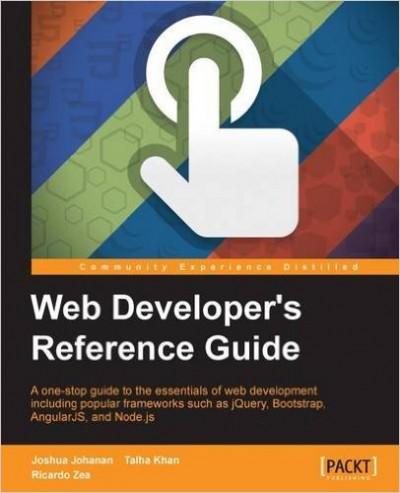 Community Experience Distilled
Web Developer's
Reference Guide
A one-stop guide to the essentials of web development
including popular frameworks such as jQuery, Bootstrap,
AngularJS, and Node.js
Joshua Johanan Talha Khan
Ricardo Zea
[PACKT]
PUBLISHING